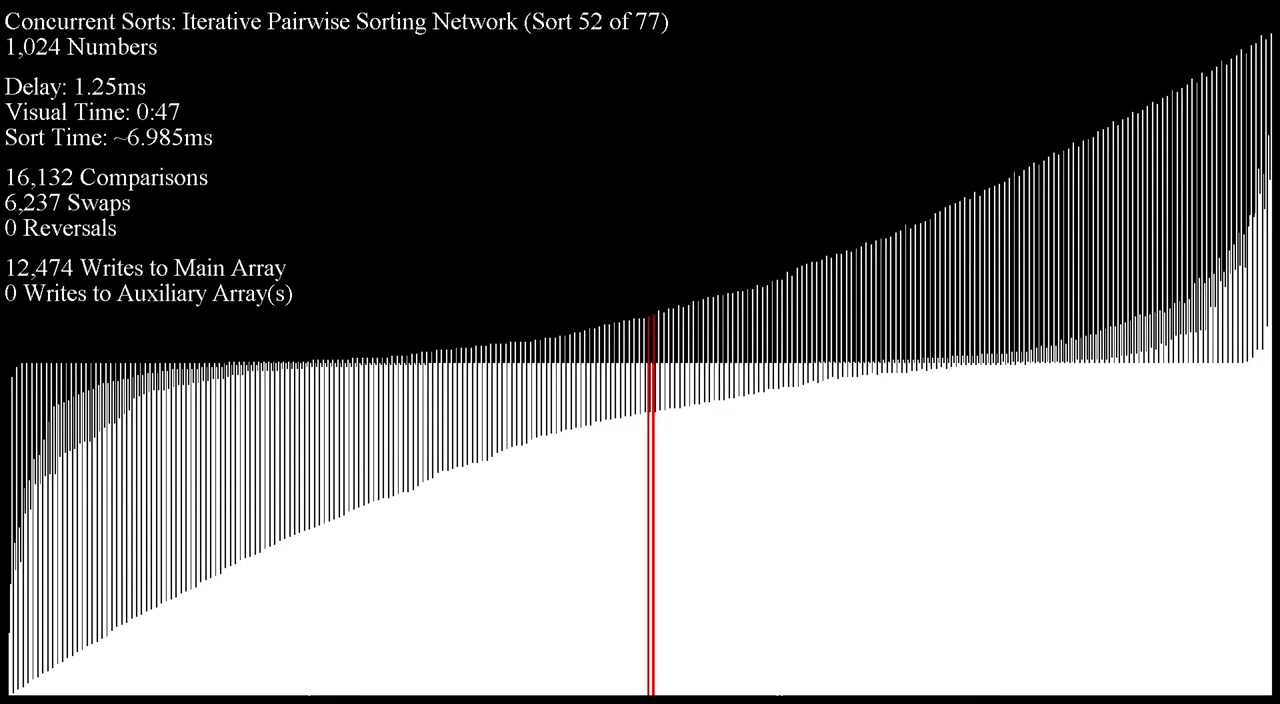 Concurrent Sorts: Iterative Pairwise Sorting Network (Sort 52 of 77)
1,024 Numbers
Delay: 1.25ms
Visual Time: 0:47
Sort Time: ~6.985ms
16,132 Comparisons
6,237 Swaps
0 Reversals
12,474 Writes to Main Array
0 Writes to Auxiliary Array(s)